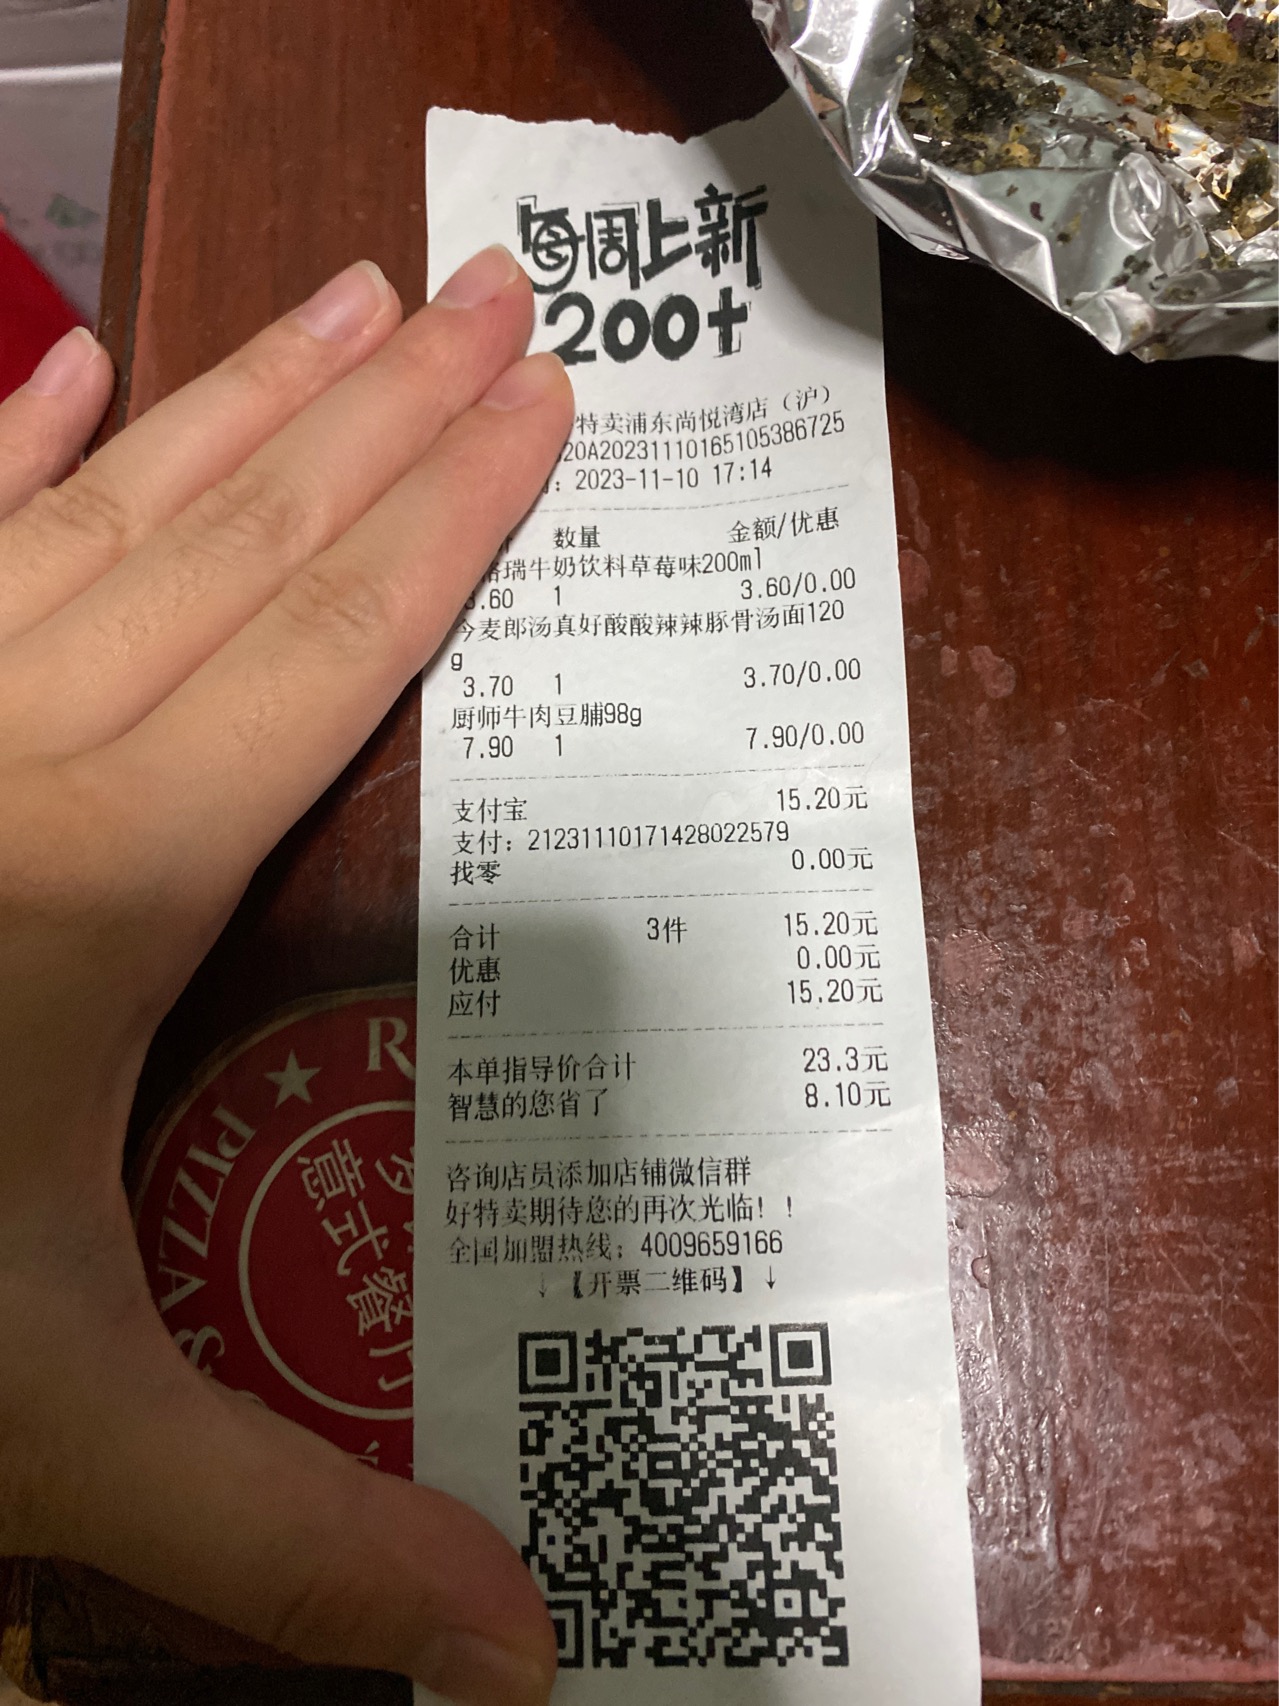 每周上新
200+
特卖浦东尚悦湾店（沪）
20A20231110165105386725
：2023-11-10 17:14
数量 金额/优惠
瑞牛奶饮料草莓味200ml
3.60 1 3.60/0.00
今麦郎汤真好酸酸辣辣豚骨汤面120
g
3.70 1 3.70/0.00
厨师牛肉豆脯98g
7.90 1 7.90/0.00
支付宝 15.20元
支付：21231110171428022579
找零 0.00元
合计 3件 15.20元
优惠 0.00元
应付 15.20元
本单指导价合计 23.3元
智慧的您省了 8.10元
咨询店员添加店铺微信群
好特卖期待您的再次光临！！
全国加盟热线：4009659166
↓【开票二维码】↓
PIZZA
意式餐厅